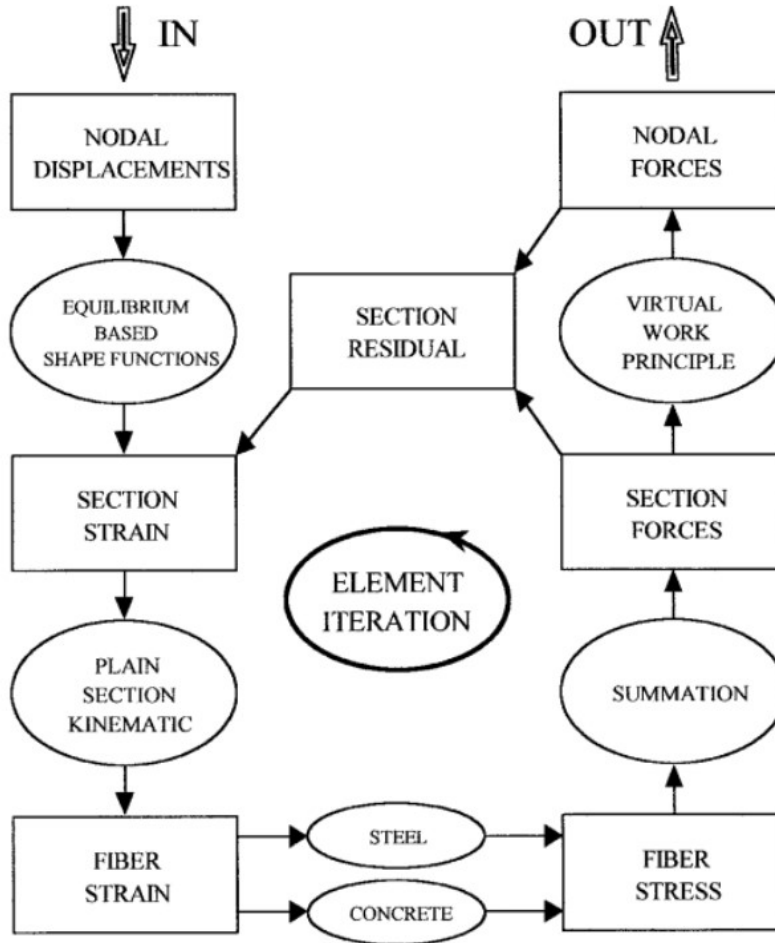 IN
OUT
NODAL
DISPLACEMENTS
NODAL
FORCES
EQUILIBRIUM
BASED
SHAPE FUNCTIONS
SECTION
RESIDUAL
VIRTUAL
WORK
PRINCIPLE
SECTION
STRAIN
SECTION
FORCES
ELEMENT
ITERATION
PLAIN
SECTION
KINEMATIC
SUMMATION
FIBER
STRAIN
STEEL
CONCRETE
FIBER
STRESS